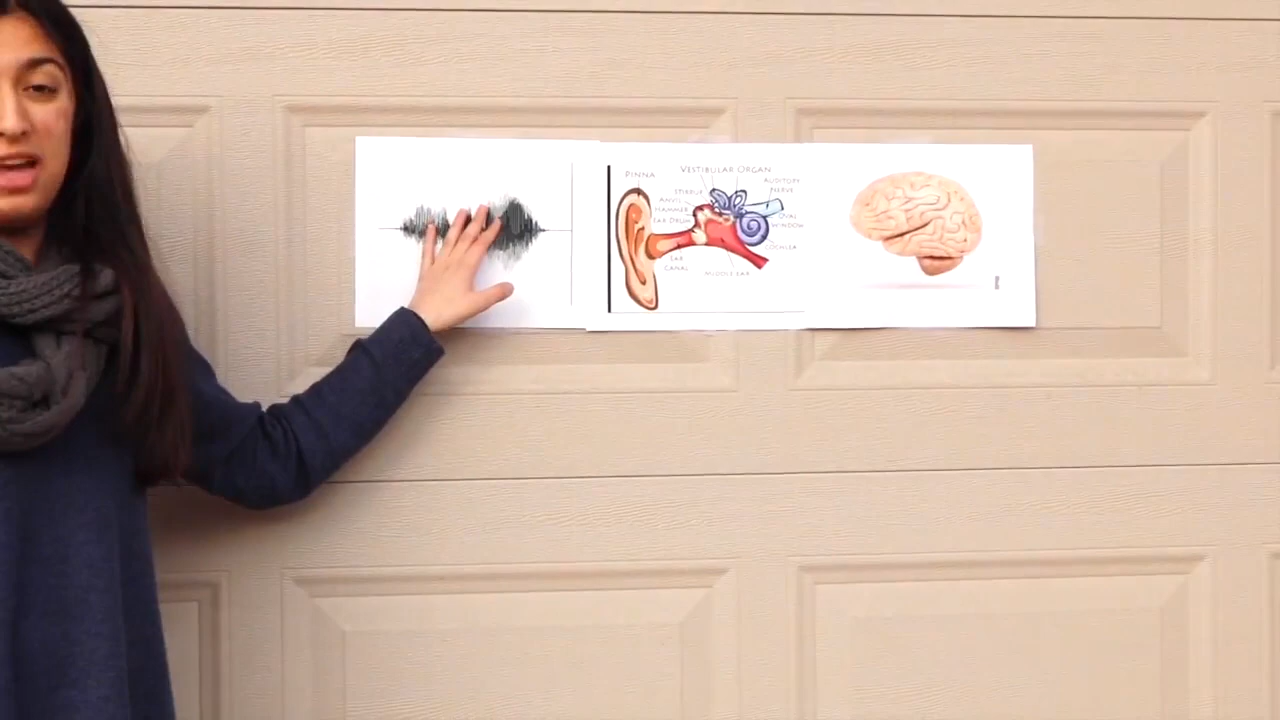 PINNA
VESTIBULAR ORGAN
AUDITORY
NERVE
STIRRUP
ANVIL
HAMMER
EAR DRUM
OVAL
WINDOW
COCHLEA
EAR
CANAL
MIDDLE EAR